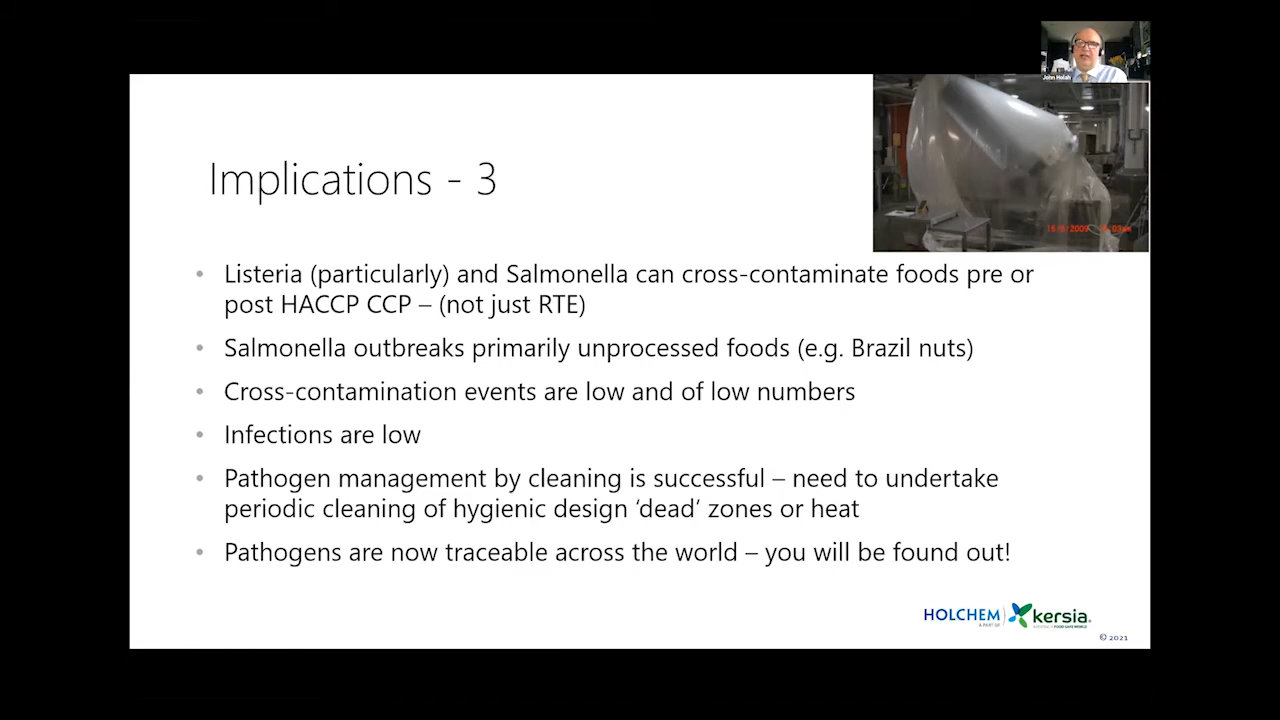 John Holah
Implications - 3
• Listeria (particularly) and Salmonella can cross-contaminate foods pre or
post HACCP CCP – (not just RTE)
• Salmonella outbreaks primarily unprocessed foods (e.g. Brazil nuts)
• Cross-contamination events are low and of low numbers
• Infections are low
• Pathogen management by cleaning is successful – need to undertake
periodic cleaning of hygienic design ‘dead’ zones or heat
• Pathogens are now traceable across the world – you will be found out!
HOLCHEM
A PART OF
kersia
© 2021